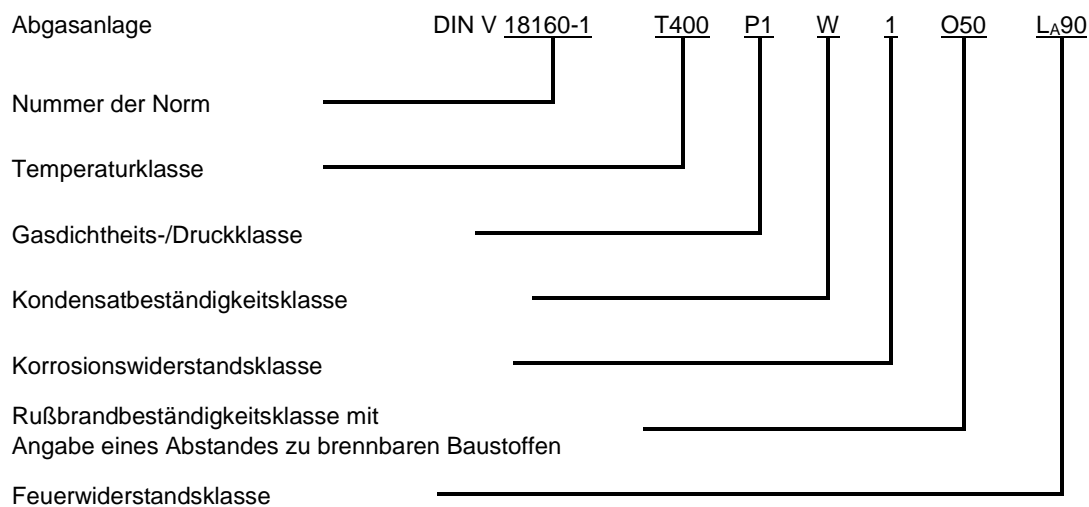 Abgasanlage DIN V 18160-1 T400 P1 W 1 O50 LA90
Nummer der Norm
Temperaturklasse
Gasdichtheits-/Druckklasse
Kondensatbeständigkeitsklasse
Korrosionswiderstandsklasse
Rußbrandbeständigkeitsklasse mit
Angabe eines Abstandes zu brennbaren Baustoffen
Feuerwiderstandsklasse